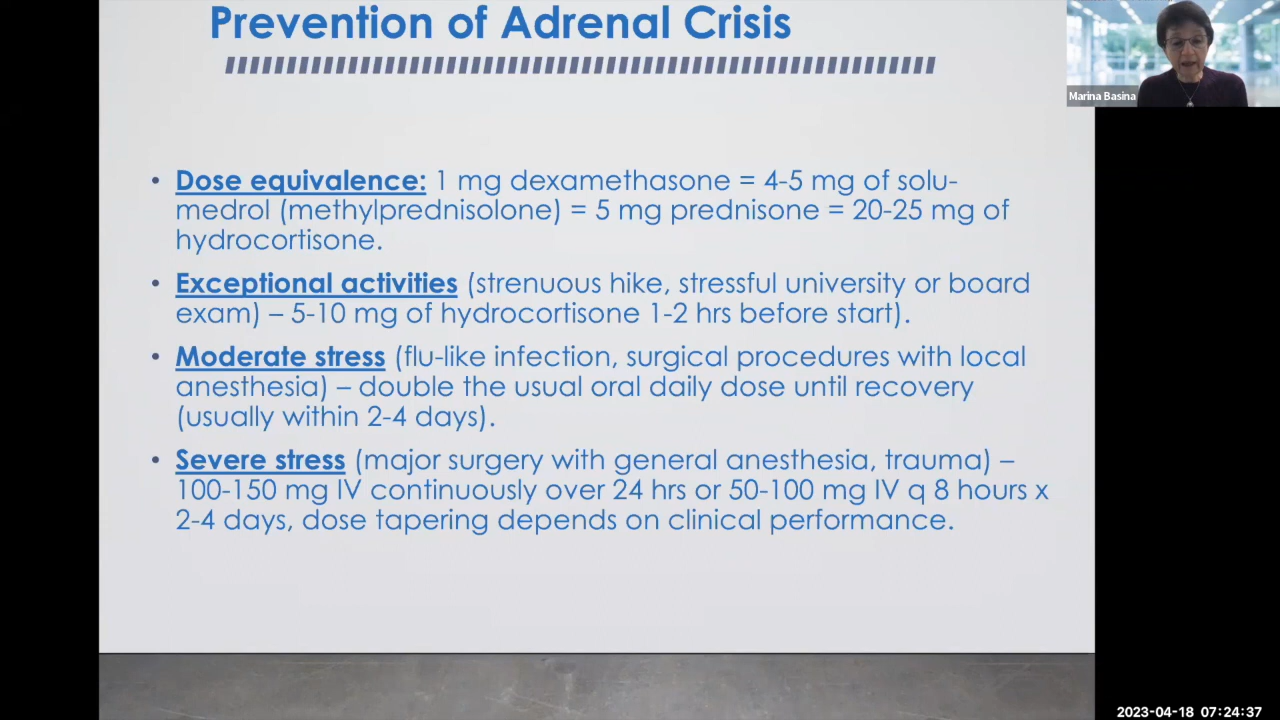 Prevention of Adrenal Crisis
Marina Basina
• Dose equivalence: 1 mg dexamethasone = 4-5 mg of solu-
medrol (methylprednisolone) = 5 mg prednisone = 20-25 mg of
hydrocortisone.
• Exceptional activities (strenuous hike, stressful university or board
exam) – 5-10 mg of hydrocortisone 1-2 hrs before start).
• Moderate stress (flu-like infection, surgical procedures with local
anesthesia) – double the usual oral daily dose until recovery
(usually within 2-4 days).
• Severe stress (major surgery with general anesthesia, trauma) –
100-150 mg IV continuously over 24 hrs or 50-100 mg IV q 8 hours x
2-4 days, dose tapering depends on clinical performance.
2023-04-18 07:24:37